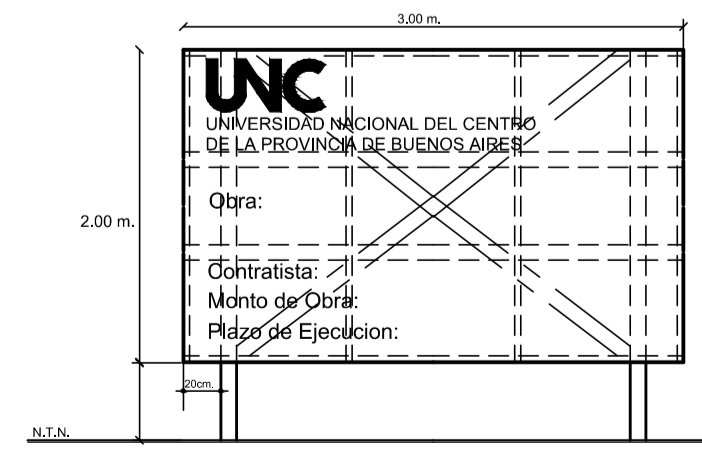 3.00 m.
UNC
UNIVERSIDAD NACIONAL DEL CENTRO
DE LA PROVINCIA DE BUENOS AIRES
Obra:
2.00 m.
Contratista:
Monto de Obra:
Plazo de Ejecucion:
20cm.
N.T.N.